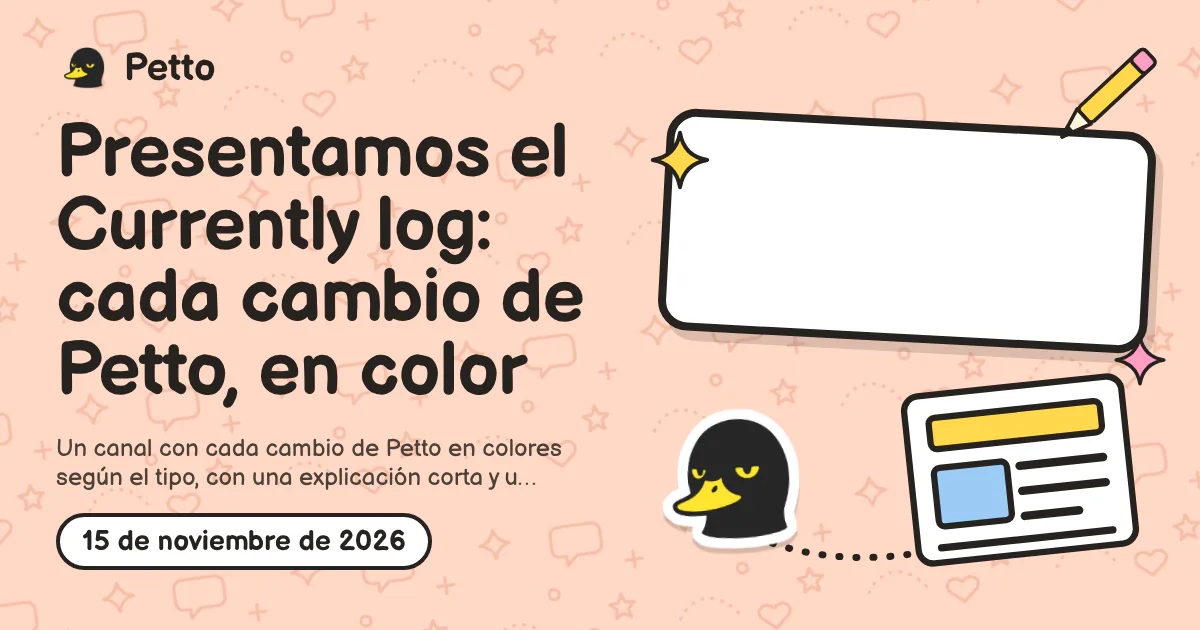 Petto
Presentamos el
Currently log:
cada cambio de
Petto, en color
Un canal con cada cambio de Petto en colores
según el tipo, con una explicación corta y u...
15 de noviembre de 2026